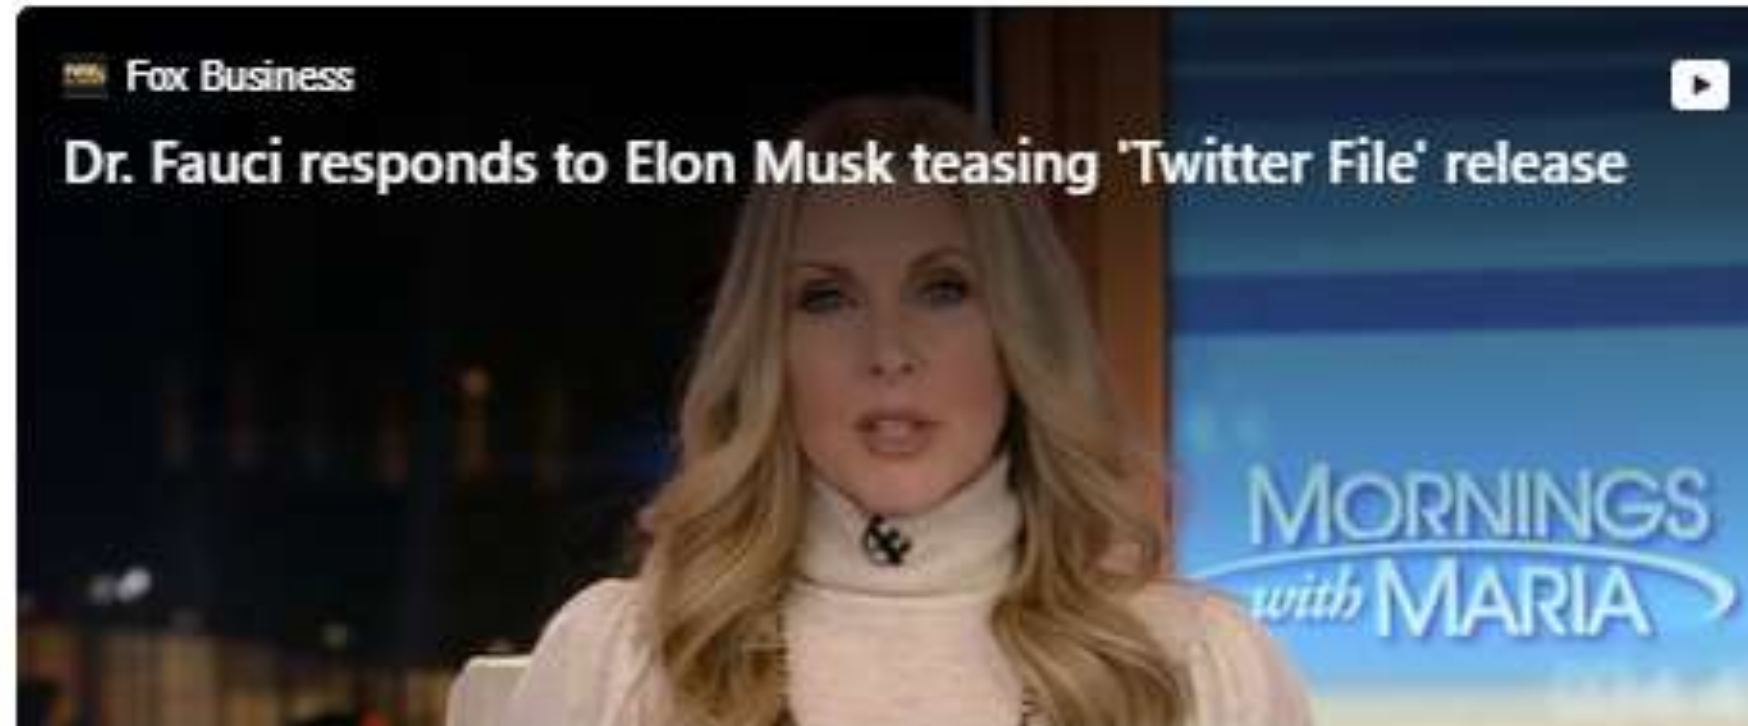 Fox Business
Dr. Fauci responds to Elon Musk teasing 'Twitter File' release
MORNINGS
with MARIA